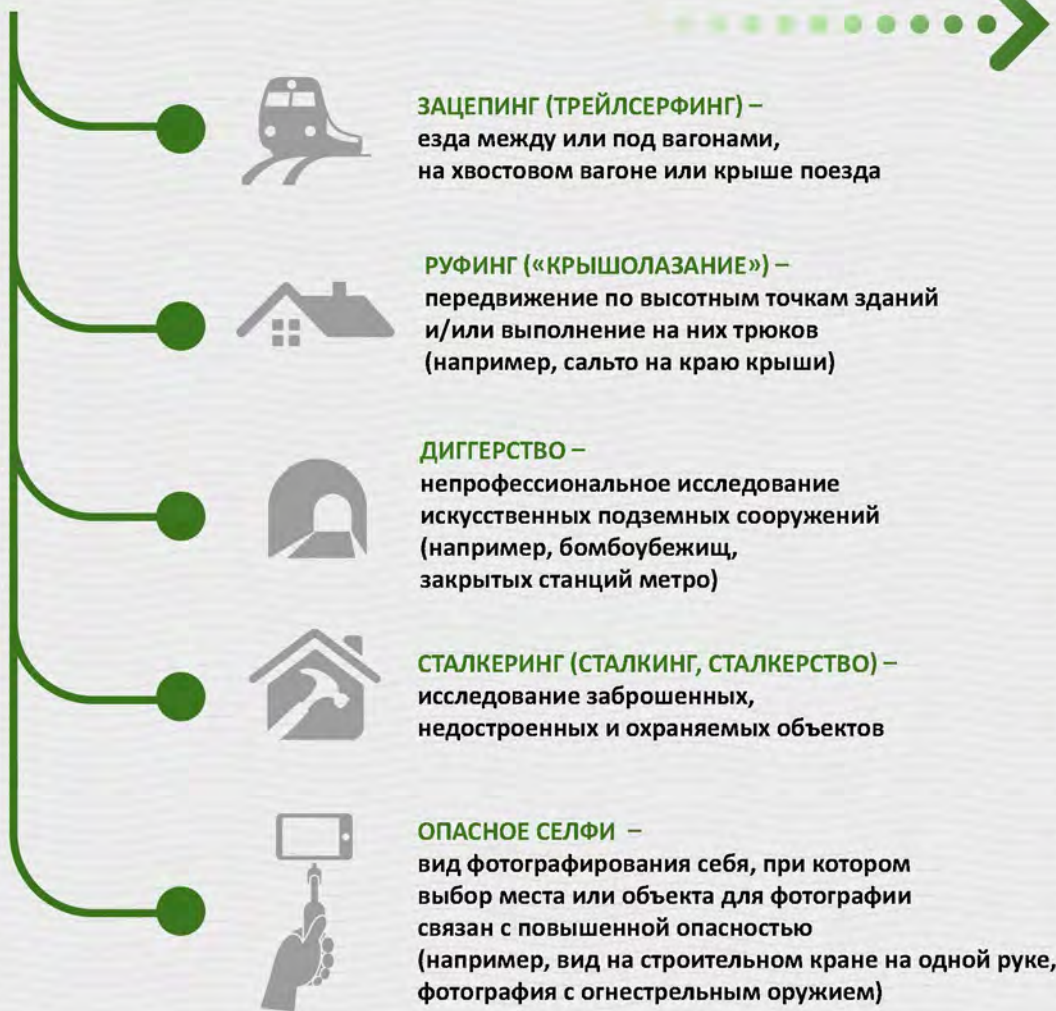 ЗАЦЕПИНГ (ТРЕЙЛСЕРФИНГ) –
езда между или под вагонами,
на хвостовом вагоне или крыше поезда
РУФИНГ («КРЫШОЛАЗАНИЕ») –
передвижение по высотным точкам зданий
и/или выполнение на них трюков
(например, сальто на краю крыши)
ДИГГЕРСТВО –
непрофессиональное исследование
искусственных подземных сооружений
(например, бомбоубежищ,
закрытых станций метро)
СТАЛКЕРИНГ (СТАЛКИНГ, СТАЛКЕРСТВО) –
исследование заброшенных,
недостроенных и охраняемых объектов
ОПАСНОЕ СЕЛФИ –
вид фотографирования себя, при котором
выбор места или объекта для фотографии
связан с повышенной опасностью
(например, вид на строительном кране на одной руке,
фотография с огнестрельным оружием)